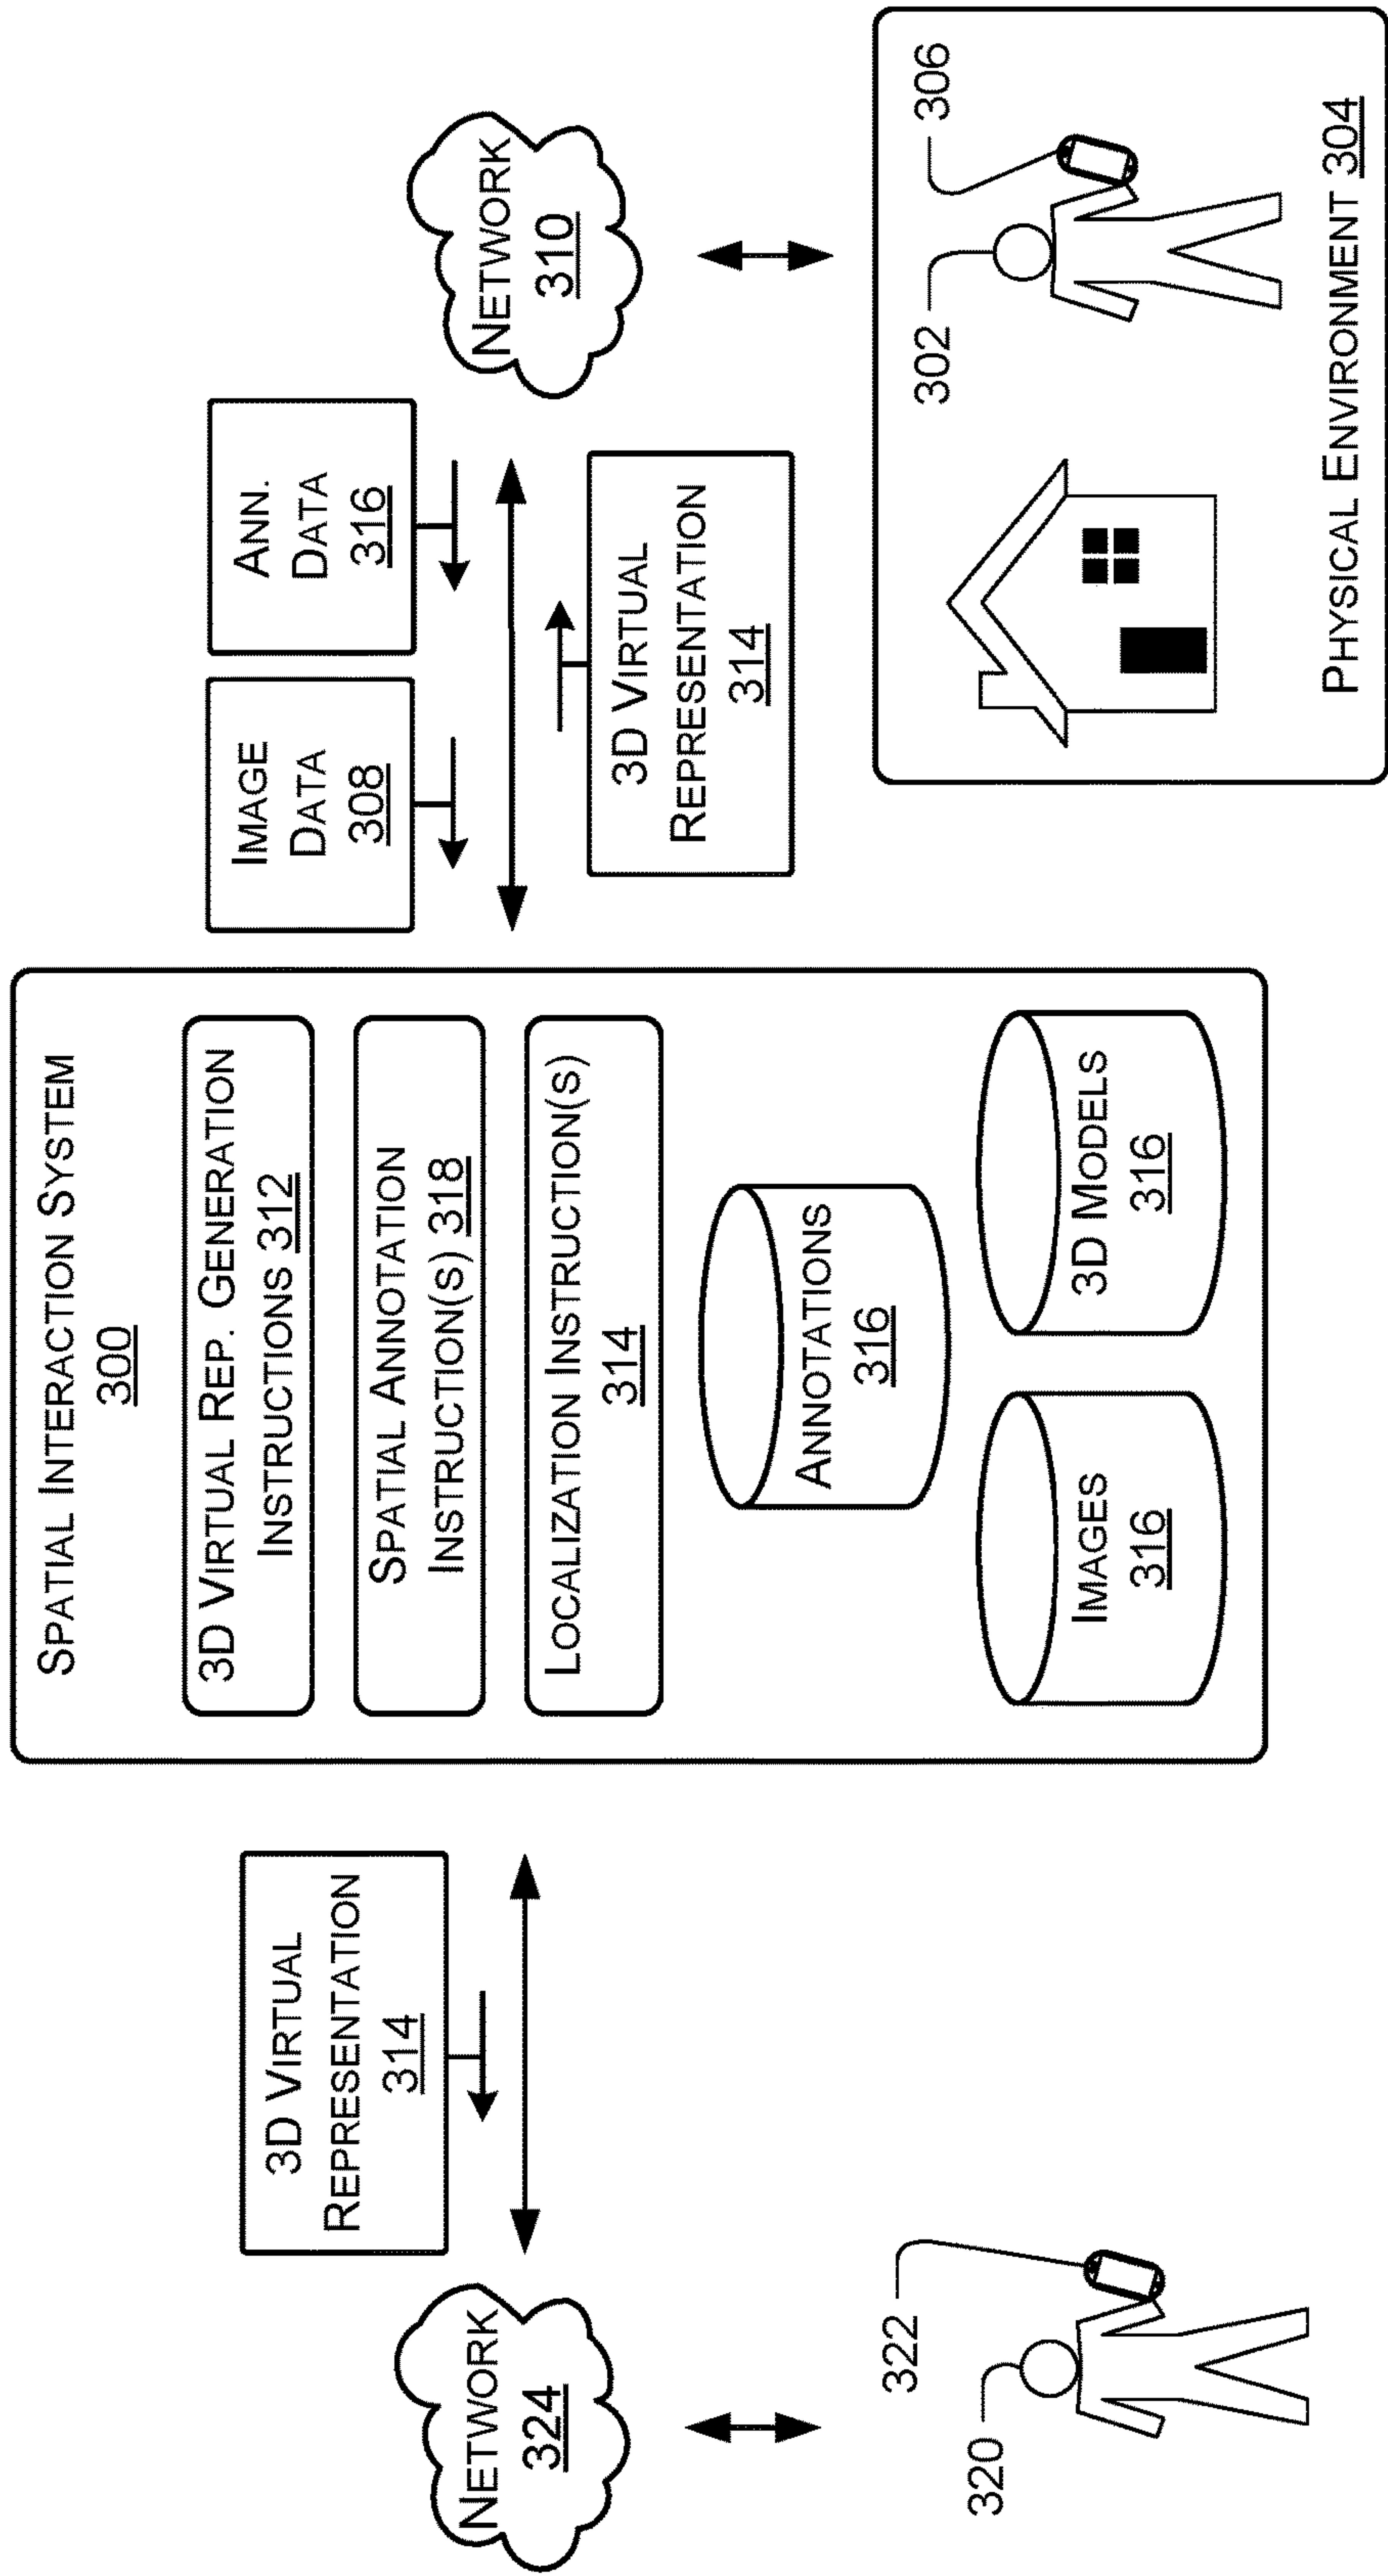 SPATIAL INTERACTION SYSTEM
300
3D VIRTUAL REP. GENERATION
INSTRUCTIONS 312
SPATIAL ANNOTATION
INSTRUCTION(S) 318
LOCALIZATION INSTRUCTION(S)
314
ANNOTATIONS
316
IMAGES
316
3D MODELS
316
3D VIRTUAL
REPRESENTATION
314
NETWORK
324
322
320
IMAGE
DATA
308
ANN.
DATA
316
3D VIRTUAL
REPRESENTATION
314
NETWORK
310
302
306
PHYSICAL ENVIRONMENT 304